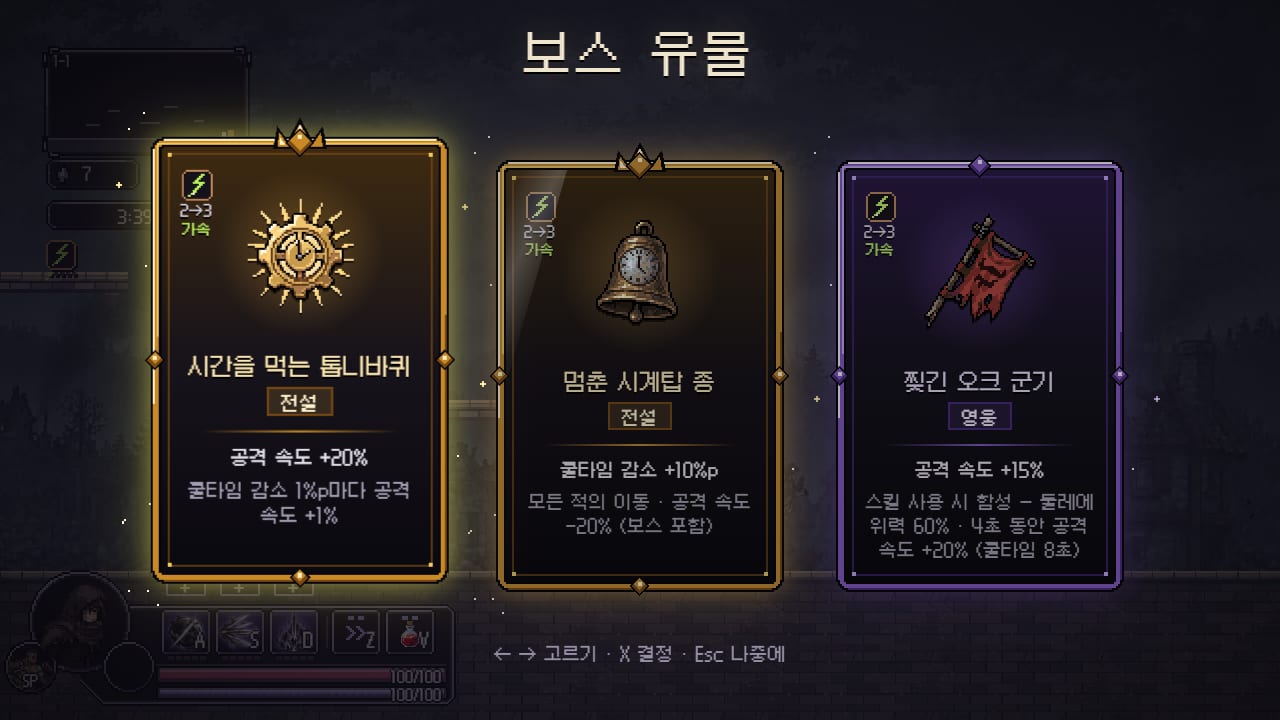 보스 유물
1-1
7
3:39
2→3
가속
시간을 먹는 톱니바퀴
전설
공격 속도 +20%
쿨타임 감소 1%p마다 공격
속도 +1%
2→3
가속
멈춘 시계탑 종
전설
쿨타임 감소 +10%p
모든 적의 이동 · 공격 속도
-20% (보스 포함)
2→3
가속
찢긴 오크 군기
영웅
공격 속도 +15%
스킬 사용 시 함성 - 둘레에
위력 60% · 4초 동안 공격
속도 +20% (쿨타임 8초)
A S D Z V
SP
100/100
100/100
← → 고르기 · X 결정 · Esc 나중에